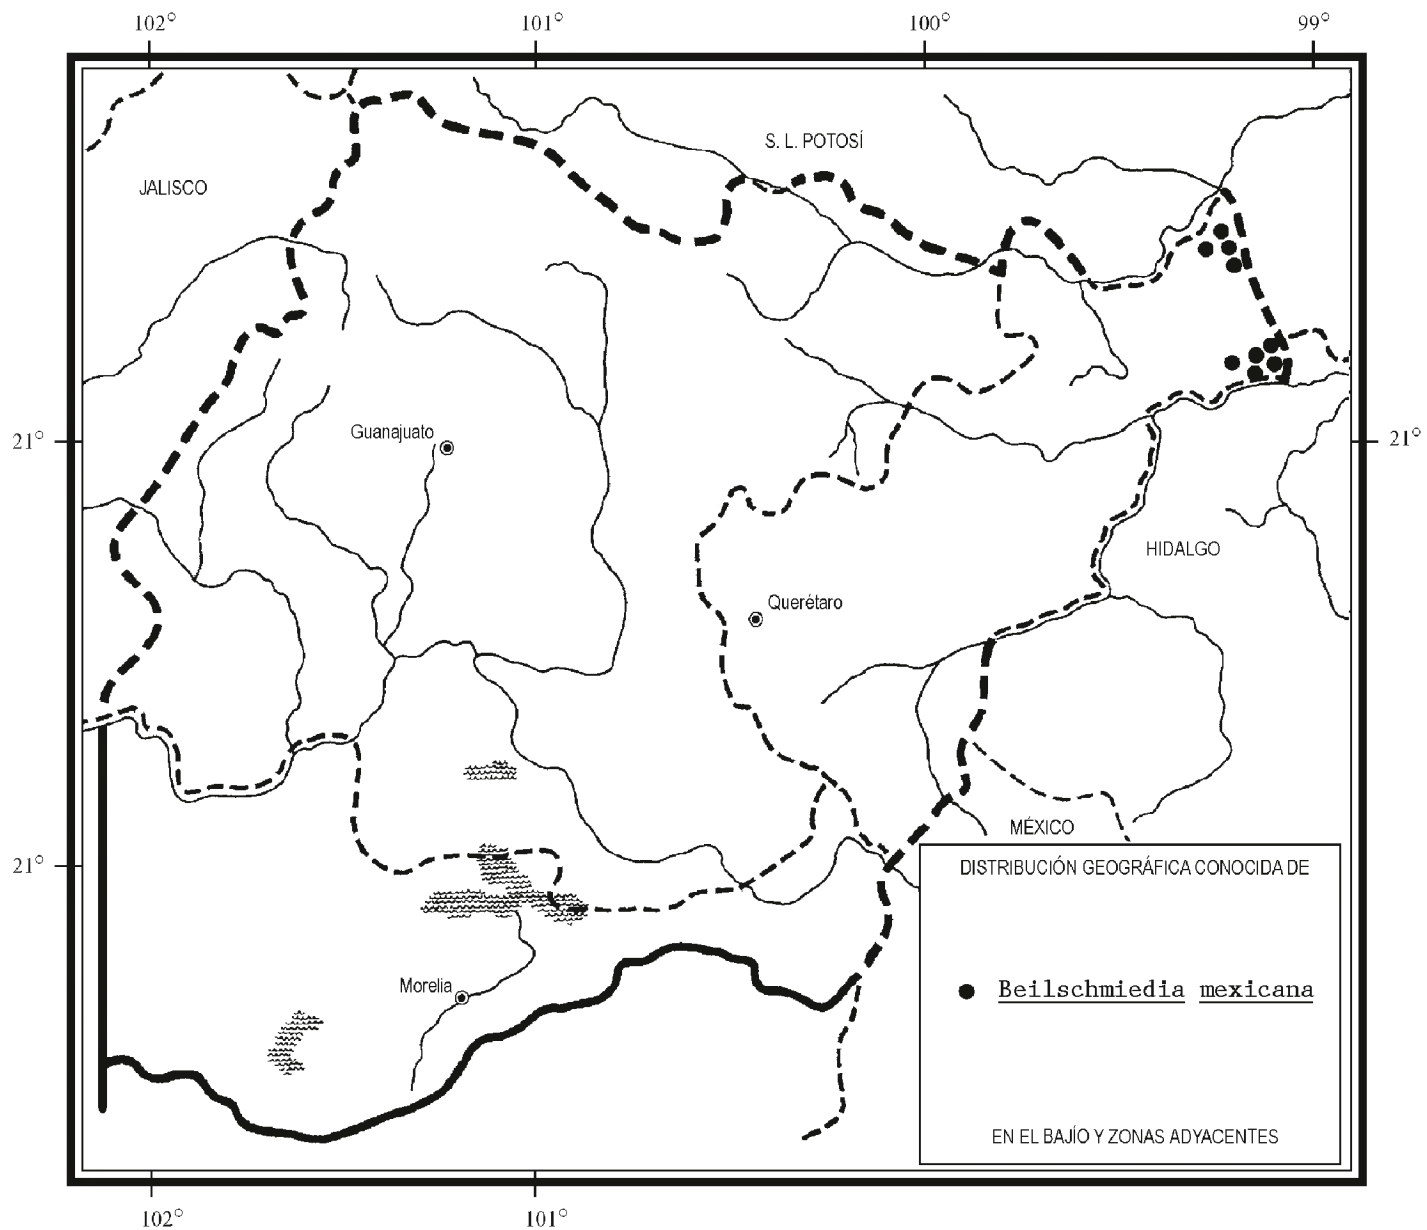 102° 101° 100° 99°
S. L. POTOSÍ
JALISCO
Guanajuato
21° 21°
HIDALGO
Querétaro
MÉXICO
21°
DISTRIBUCIÓN GEOGRÁFICA CONOCIDA DE
Morelia
Beilschmiedia mexicana
EN EL BAJÍO Y ZONAS ADYACENTES
102° 101°